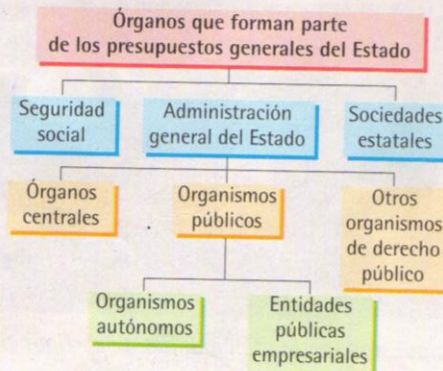 Órganos que forman parte
de los presupuestos generales del Estado
Seguridad
social
Administración
general del Estado
Sociedades
estatales
Órganos
centrales
Organismos
públicos
Otros
organismos
de derecho
público
Organismos
autónomos
Entidades
públicas
empresariales